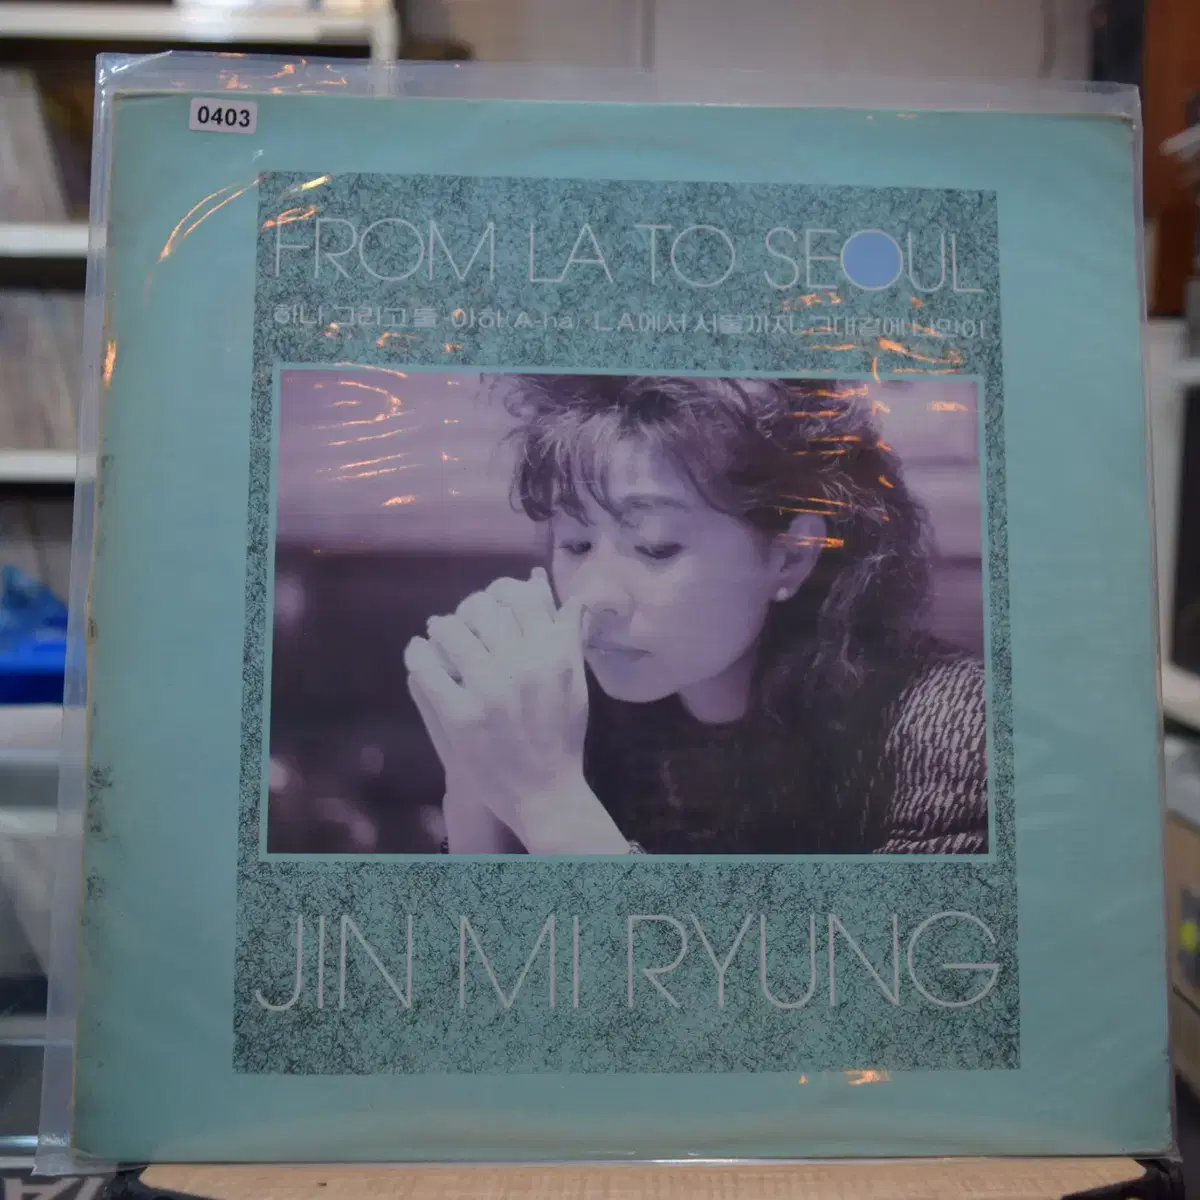 0403
FROM LA TO SEOUL
하나 그리고 둘·아하(A-ha)·LA에서 서울까지·그대곁에 나만이
JIN MI RYUNG